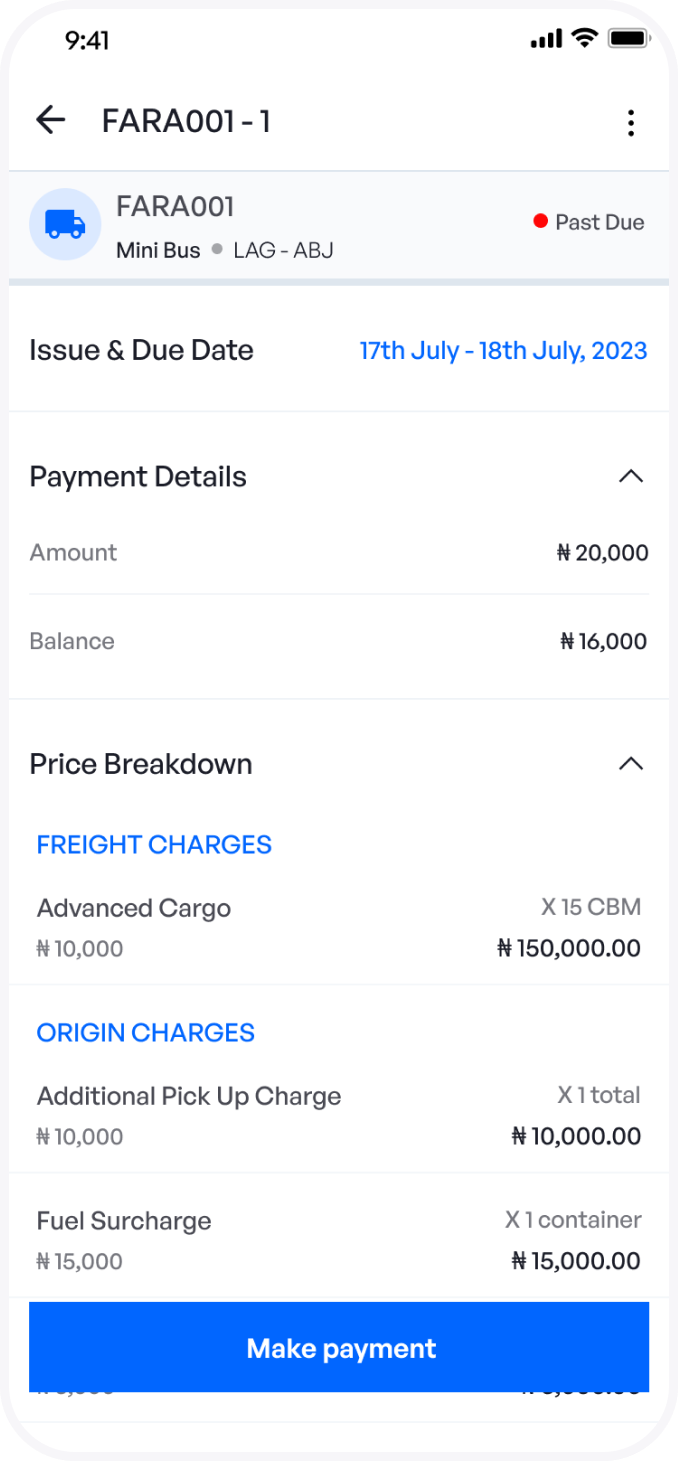 9:41
FARA001 - 1
FARA001
Past Due
Mini Bus LAG - ABJ
Issue & Due Date 17th July - 18th July, 2023
Payment Details
Amount ₦ 20,000
Balance ₦ 16,000
Price Breakdown
FREIGHT CHARGES
Advanced Cargo X 15 CBM
₦ 10,000 ₦ 150,000.00
ORIGIN CHARGES
Additional Pick Up Charge X 1 total
₦ 10,000 ₦ 10,000.00
Fuel Surcharge X 1 container
₦ 15,000 ₦ 15,000.00
Make payment